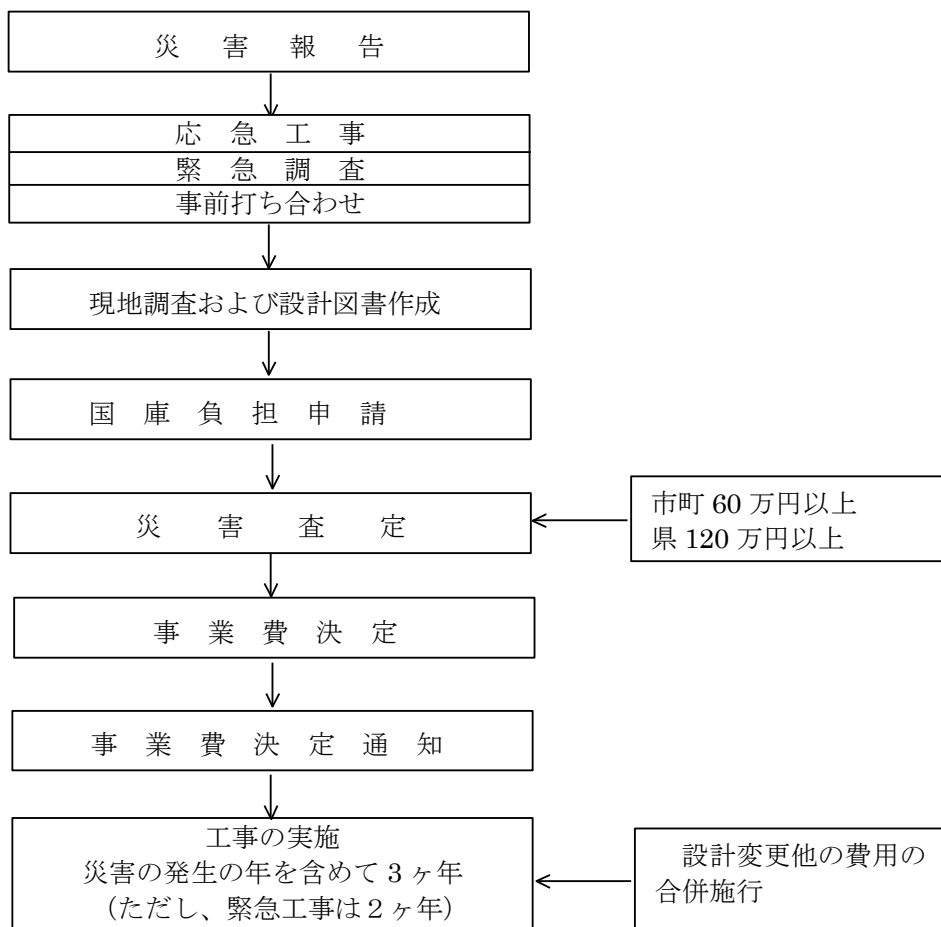 災害報告
応急工事
緊急調査
事前打ち合わせ
現地調査および設計図書作成
国庫負担申請
災害査定
市町 60 万円以上
県 120 万円以上
事業費決定
事業費決定通知
工事の実施
災害の発生の年を含めて 3 ヶ年
（ただし、緊急工事は 2 ヶ年）
設計変更他の費用の
合併施行